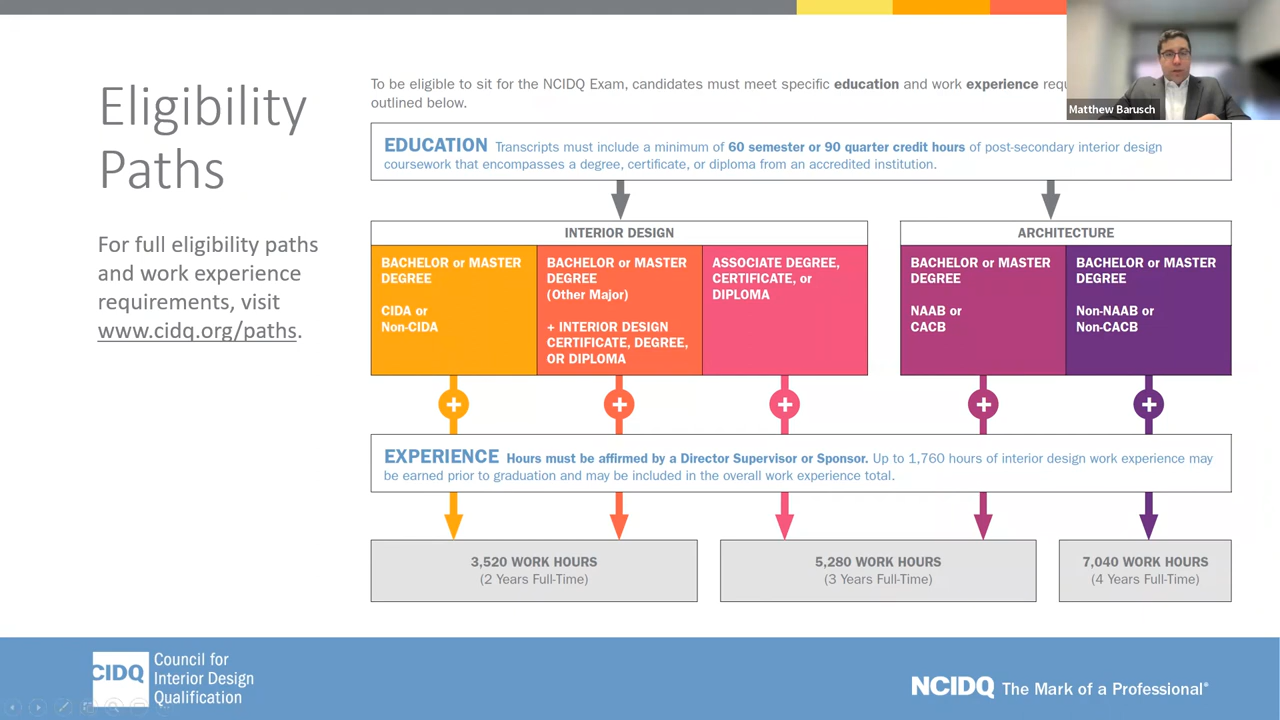 Eligibility
Paths
For full eligibility paths
and work experience
requirements, visit
www.cidq.org/paths.
To be eligible to sit for the NCIDQ Exam, candidates must meet specific education and work experience
outlined below.
Matthew Barusch
EDUCATION Transcripts must include a minimum of 60 semester or 90 quarter credit hours of post-secondary interior design
coursework that encompasses a degree, certificate, or diploma from an accredited institution.
INTERIOR DESIGN
BACHELOR or MASTER
DEGREE
CIDA or
Non-CIDA
BACHELOR or MASTER
DEGREE
(Other Major)
+ INTERIOR DESIGN
CERTIFICATE, DEGREE,
OR DIPLOMA
ASSOCIATE DEGREE,
CERTIFICATE, or
DIPLOMA
ARCHITECTURE
BACHELOR or MASTER
DEGREE
NAAB or
CACB
BACHELOR or MASTER
DEGREE
Non-NAAB or
Non-CACB
EXPERIENCE Hours must be affirmed by a Director Supervisor or Sponsor. Up to 1,760 hours of interior design work experience may
be earned prior to graduation and may be included in the overall work experience total.
3,520 WORK HOURS
(2 Years Full-Time)
5,280 WORK HOURS
(3 Years Full-Time)
7,040 WORK HOURS
(4 Years Full-Time)
CIDQ
Council for
Interior Design
Qualification
NCIDQ The Mark of a Professional®